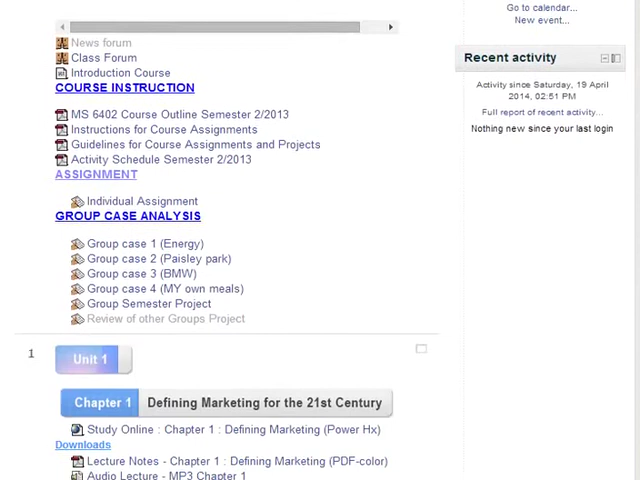 Go to calendar...
New event...
News forum
Class Forum
Introduction Course
COURSE INSTRUCTION
MS 6402 Course Outline Semester 2/2013
Instructions for Course Assignments
Guidelines for Course Assignments and Projects
Activity Schedule Semester 2/2013
ASSIGNMENT
Individual Assignment
GROUP CASE ANALYSIS
Group case 1 (Energy)
Group case 2 (Paisley park)
Group case 3 (BMW)
Group case 4 (MY own meals)
Group Semester Project
Review of other Groups Project
Recent activity
Activity since Saturday, 19 April
2014, 02:51 PM
Full report of recent activity...
Nothing new since your last login
1
Unit 1
Chapter 1 Defining Marketing for the 21st Century
Study Online : Chapter 1 : Defining Marketing (Power Hx)
Downloads
Lecture Notes - Chapter 1 : Defining Marketing (PDF-color)
Audio Lecture - MP3 Chapter 1